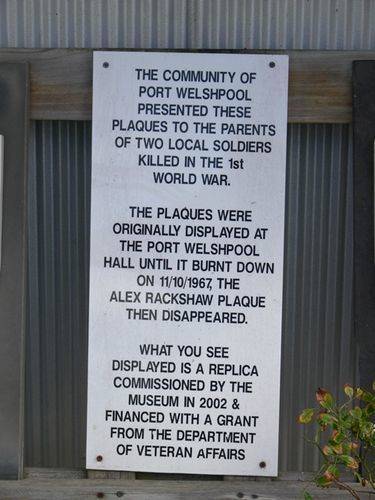 THE COMMUNITY OF
PORT WELSHPOOL
PRESENTED THESE
PLAQUES TO THE PARENTS
OF TWO LOCAL SOLDIERS
KILLED IN THE 1st
WORLD WAR.
THE PLAQUES WERE
ORIGINALLY DISPLAYED AT
THE PORT WELSHPOOL
HALL UNTIL IT BURNT DOWN
ON 11/10/1967, THE
ALEX RACKSHAW PLAQUE
THEN DISAPPEARED.
WHAT YOU SEE
DISPLAYED IS A REPLICA
COMMISSIONED BY THE
MUSEUM IN 2002 &
FINANCED WITH A GRANT
FROM THE DEPARTMENT
OF VETERAN AFFAIRS